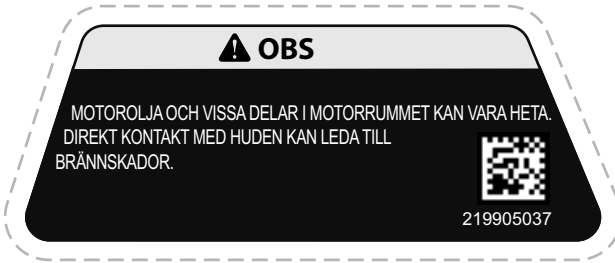 OBS
MOTOROLJA OCH VISSA DELAR I MOTORRUMMET KAN VARA HETA.
DIREKT KONTAKT MED HUDEN KAN LEDA TILL
BRÄNNSKADOR.
219905037